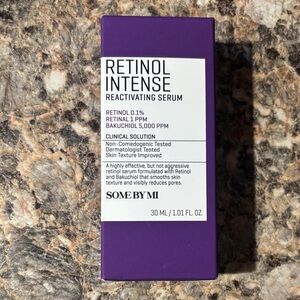 RETINOL
INTENSE
REACTIVATING SERUM
RETINOL 0.1%
RETINAL 1 PPM
BAKUCHIOL 5,000 PPM
CLINICAL SOLUTION
Non-Comedogenic Tested
Dermatologist Tested
Skin Texture Improved
A highly effective, but not aggressive
retinol serum formulated with Retinol
and Bakuchiol that smooths skin
texture and visibly reduces pores.
SOME BY MI
30 ML / 1.01 FL. OZ.